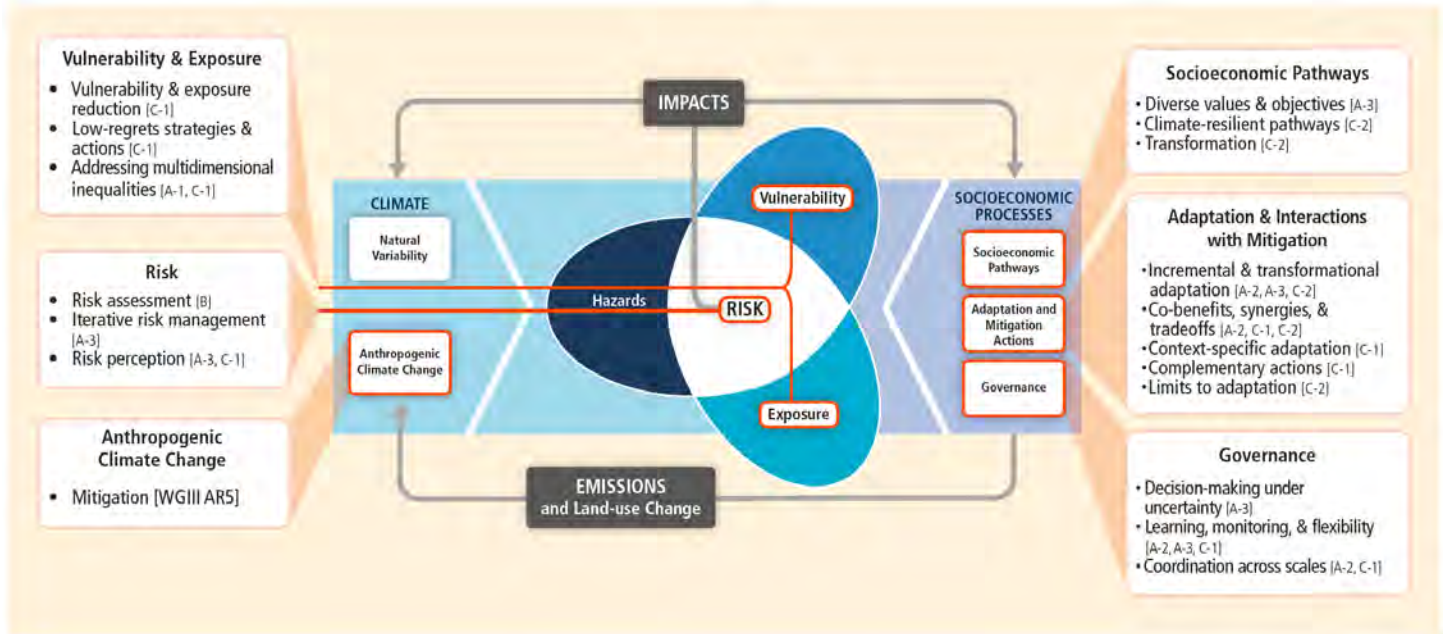 Vulnerability & Exposure
• Vulnerability & exposure
reduction [C-1]
• Low-regrets strategies &
actions [C-1]
• Addressing multidimensional
inequalities [A-1, C-1]
Risk
• Risk assessment [B]
• Iterative risk management
[A-3]
• Risk perception [A-3, C-1]
Anthropogenic
Climate Change
• Mitigation [WGIII AR5]
IMPACTS
CLIMATE
Natural
Variability
Anthropogenic
Climate Change
Hazards
Vulnerability
RISK
Exposure
EMISSIONS
and Land-use Change
SOCIOECONOMIC
PROCESSES
Socioeconomic
Pathways
Adaptation and
Mitigation
Actions
Governance
Socioeconomic Pathways
• Diverse values & objectives [A-3]
• Climate-resilient pathways [C-2]
• Transformation [C-2]
Adaptation & Interactions
with Mitigation
• Incremental & transformational
adaptation [A-2, A-3, C-2]
• Co-benefits, synergies, &
tradeoffs [A-2, C-1, C-2]
• Context-specific adaptation [C-1]
• Complementary actions [C-1]
• Limits to adaptation [C-2]
Governance
• Decision-making under
uncertainty [A-3]
• Learning, monitoring, & flexibility
[A-2, A-3, C-1]
• Coordination across scales [A-2, C-1]